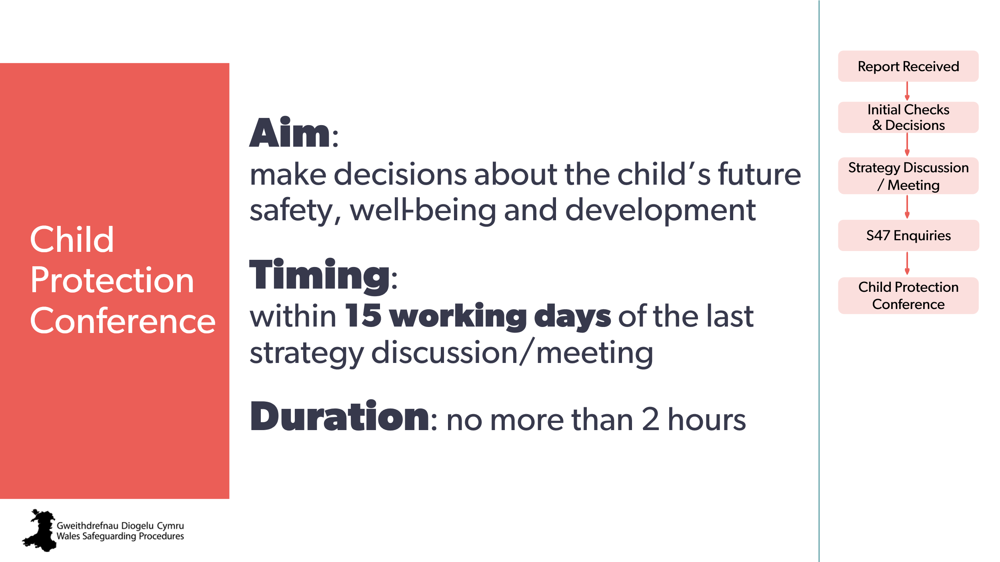 Child
Protection
Conference
Aim:
make decisions about the child's future
safety, well-being and development
Timing:
within 15 working days of the last
strategy discussion/meeting
Duration: no more than 2 hours
Report Received
Initial Checks
& Decisions
Strategy Discussion
/ Meeting
S47 Enquiries
Child Protection
Conference
Gweithdrefnau Diogelu Cymru
Wales Safeguarding Procedures